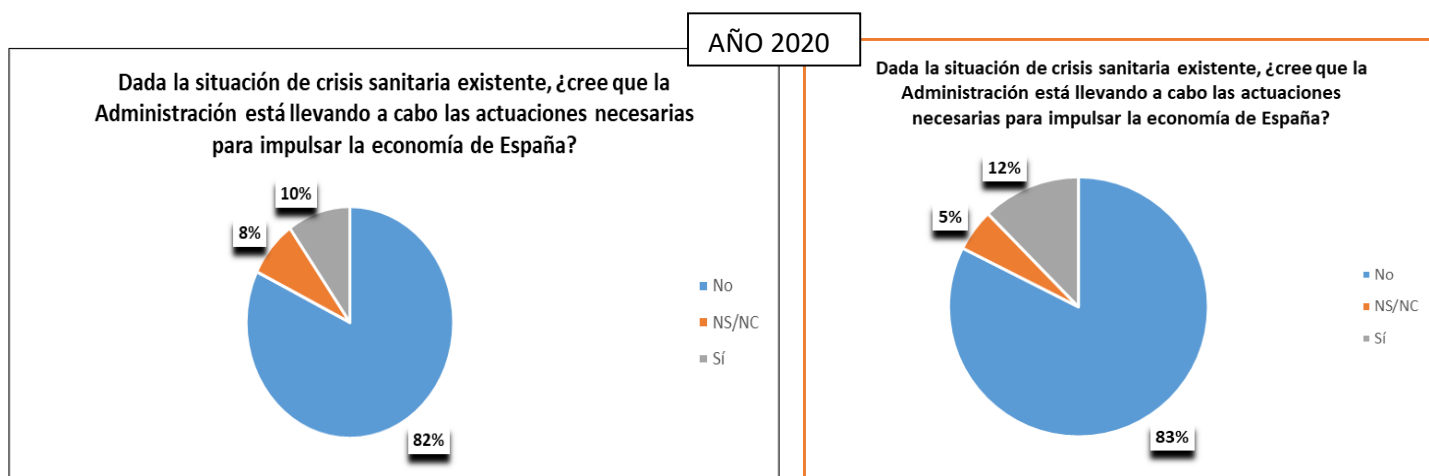 AÑO 2020
Dada la situación de crisis sanitaria existente, ¿cree que la
Administración está llevando a cabo las actuaciones necesarias
para impulsar la economía de España?
10%
8%
82%
No
NS/NC
Sí
Dada la situación de crisis sanitaria existente, ¿cree que la
Administración está llevando a cabo las actuaciones
necesarias para impulsar la economía de España?
12%
5%
83%
No
NS/NC
Sí